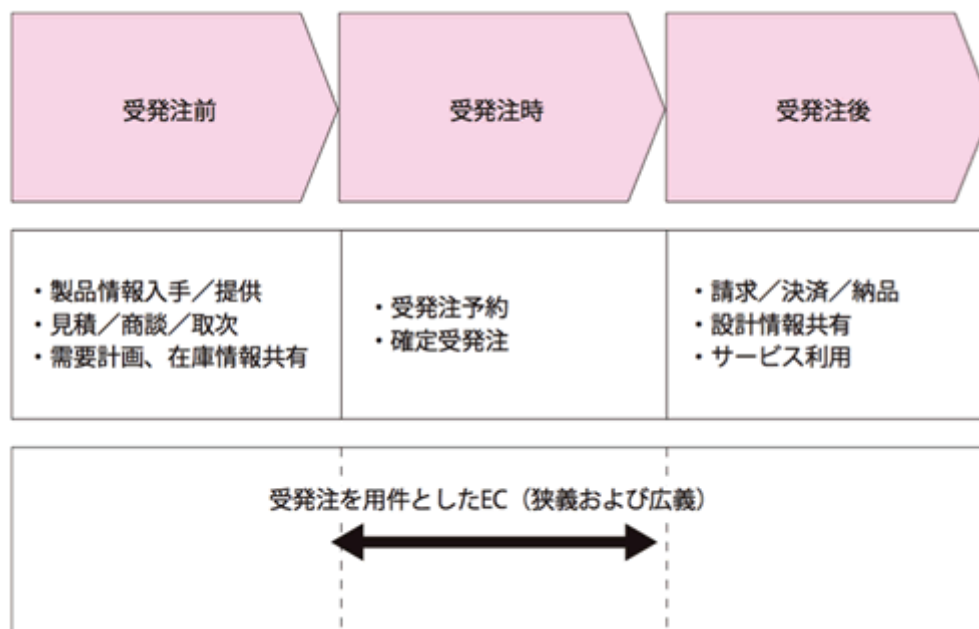 受発注前
受発注時
受発注後
・製品情報入手／提供
・見積／商談／取次
・需要計画、在庫情報共有
・受発注予約
・確定受発注
・請求／決済／納品
・設計情報共有
・サービス利用
受発注を用件としたEC（狭義および広義）